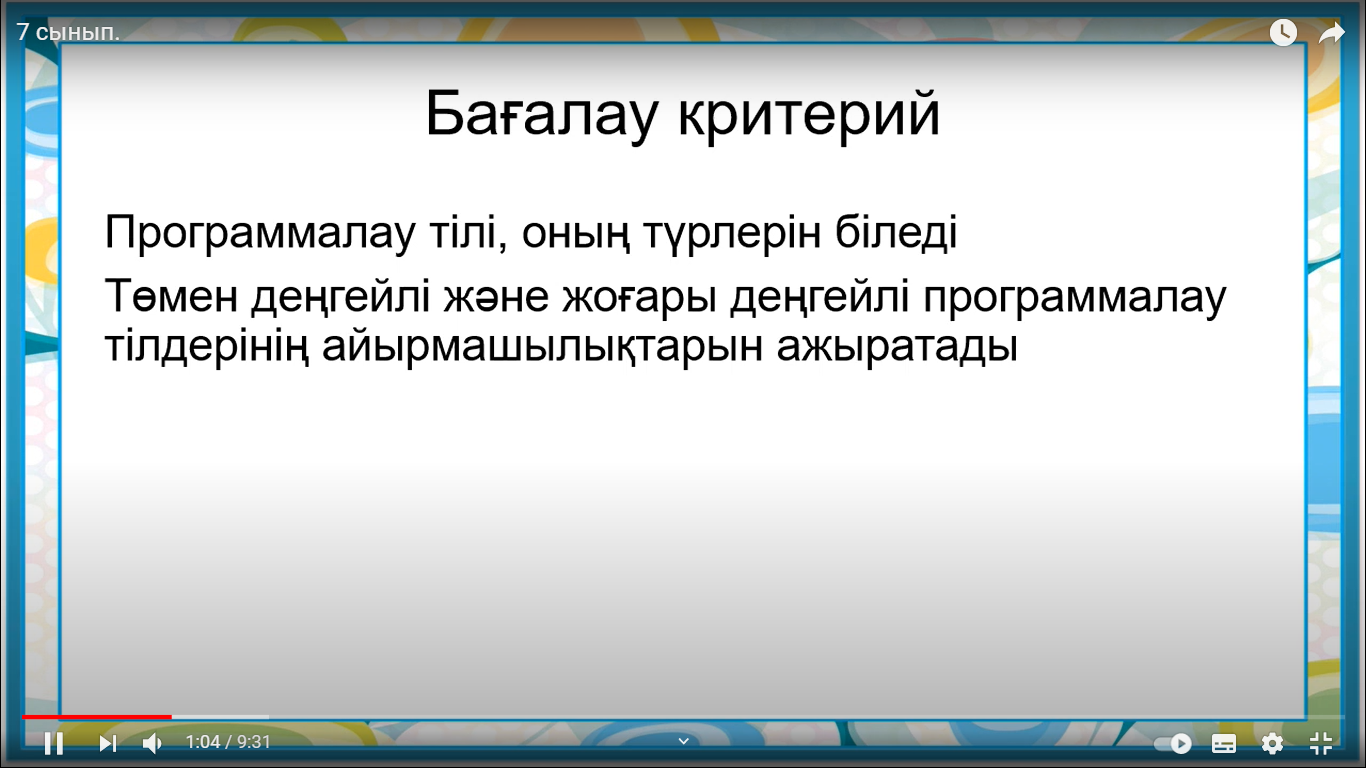 7 сынып.
Бағалау критерий
Программалау тілі, оның түрлерін біледі
Төмен деңгейлі және жоғары деңгейлі программалау
тілдерінің айырмашылықтарын ажыратады
1:04 / 9:31